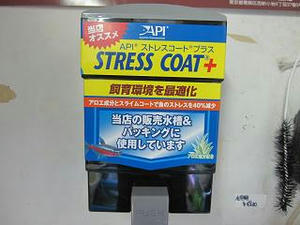 当店
オススメ
API
API ストレスコートプラス
STRESS COAT+
飼育環境を最適化
アロエ成分とスライムコートで魚のストレスを40%減少
当店の販売水槽&
パッキングに
使用しています